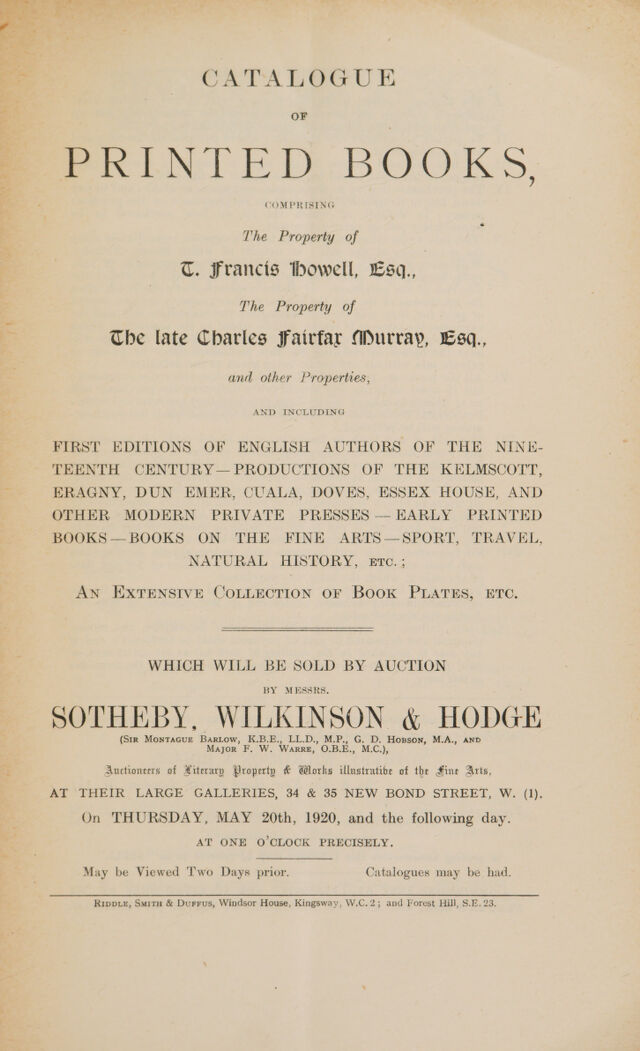 CATALOGUE
OF
PRINTED BOOKS,
COMPRISING
The Property of
T. Francis Howell, Esq.,
The Property of
The late Charles Fairfax Murray, Esq.,
and other Properties,
AND INCLUDING
FIRST EDITIONS OF ENGLISH AUTHORS OF THE NINE-
TEENTH CENTURY—PRODUCTIONS OF THE KELMSCOTT,
ERAGNY, DUN EMER, CUALA, DOVES, ESSEX HOUSE, AND
OTHER MODERN PRIVATE PRESSES—EARLY PRINTED
BOOKS—BOOKS ON THE FINE ARTS—SPORT, TRAVEL,
NATURAL HISTORY, ETC.;
AN EXTENSIVE COLLECTION OF BOOK PLATES, ETC.
WHICH WILL BE SOLD BY AUCTION
BY MESSRS.
SOTHEBY, WILKINSON & HODGE
(SIR MONTAGUE BARLOW, K.B.E., LL.D., M.P., G. D. HOBSON, M.A., AND
MAJOR F. W. WARRE, O.B.E., M.C.),
Auctioneers of Literary Property & Works illustrative of the Fine Arts,
AT THEIR LARGE GALLERIES, 34 & 35 NEW BOND STREET, W. (1).
On THURSDAY, MAY 20th, 1920, and the following day.
AT ONE O'CLOCK PRECISELY.
May be Viewed Two Days prior. Catalogues may be had.
RIDDLE, SMITH & DUFFUS, Windsor House, Kingsway, W.C. 2; and Forest Hill, S.E. 23.